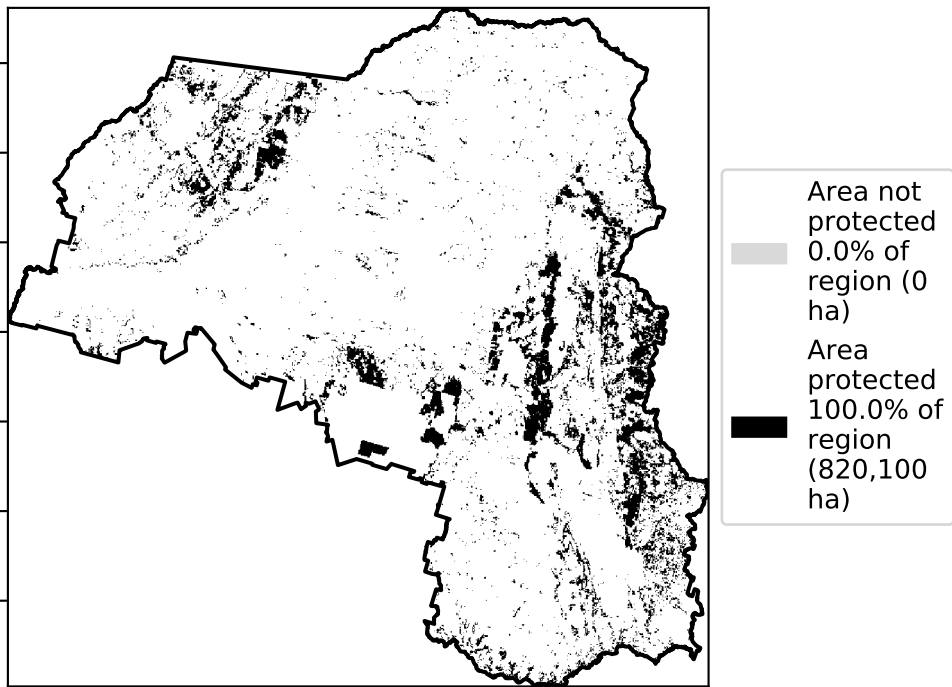 Area not
protected
0.0% of
region (0
ha)
Area
protected
100.0% of
region
(820,100
ha)